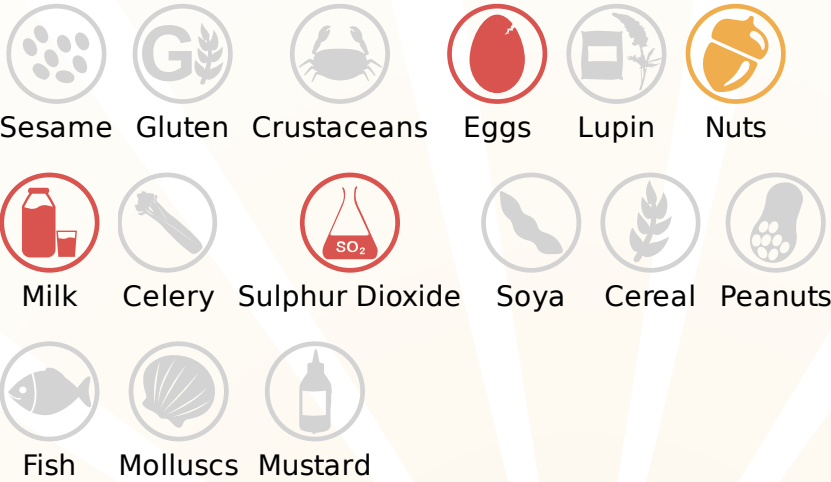 G
Sesame Gluten Crustaceans Eggs Lupin Nuts
SO₂
Milk Celery Sulphur Dioxide Soya Cereal Peanuts
Fish Molluscs Mustard